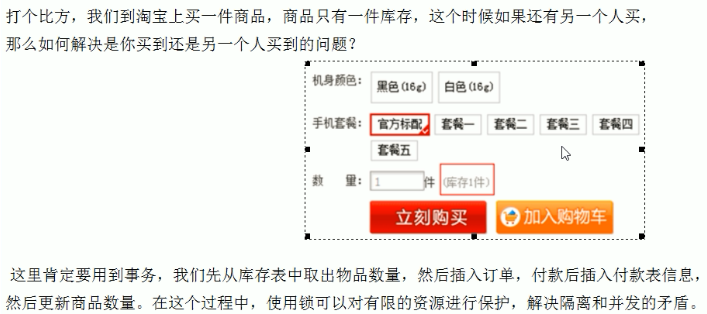 打个比方，我们到淘宝上买一件商品，商品只有一件库存，这个时候如果还有另一个人买，
那么如何解决是你买到还是另一个人买到的问题？
机身颜色： 黑色(16g) 白色(16g)
手机套餐： 官方标配 套餐一 套餐二 套餐三 套餐四
套餐五
数 量： 1 件 (库存1件)
立刻购买 加入购物车
这里肯定要用到事务，我们先从库存表中取出物品数量，然后插入订单，付款后插入付款表信息，
然后更新商品数量。在这个过程中，使用锁可以对有限的资源进行保护，解决隔离和并发的矛盾。